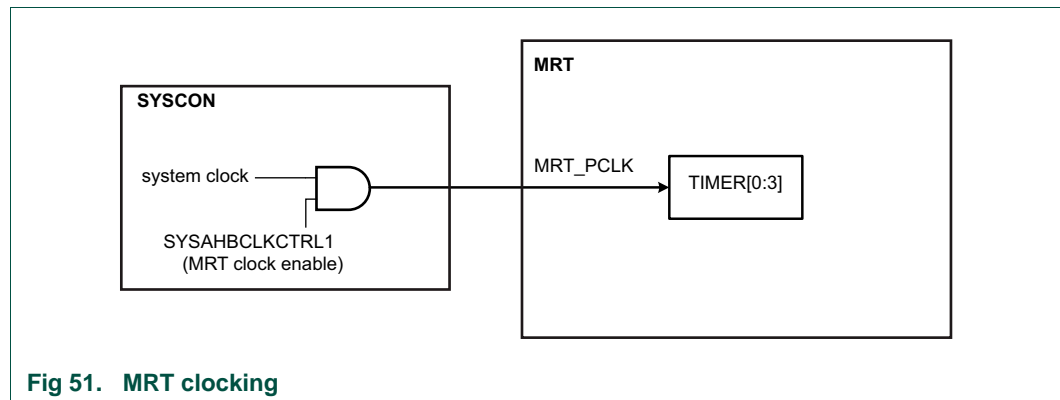 SYSCON
system clock
SYSAHBCLKCTRL1
(MRT clock enable)
MRT
MRT_PCLK
TIMER[0:3]
Fig 51. MRT clocking